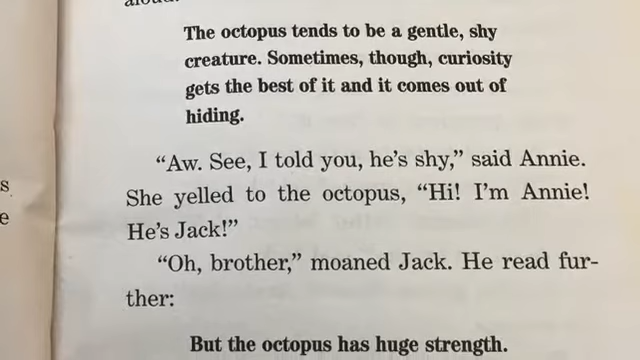 The octopus tends to be a gentle, shy
creature. Sometimes, though, curiosity
gets the best of it and it comes out of
hiding.
“Aw. See, I told you, he’s shy,” said Annie.
She yelled to the octopus, “Hi! I’m Annie!
He’s Jack!”
“Oh, brother,” moaned Jack. He read fur-
ther:
But the octopus has huge strength.